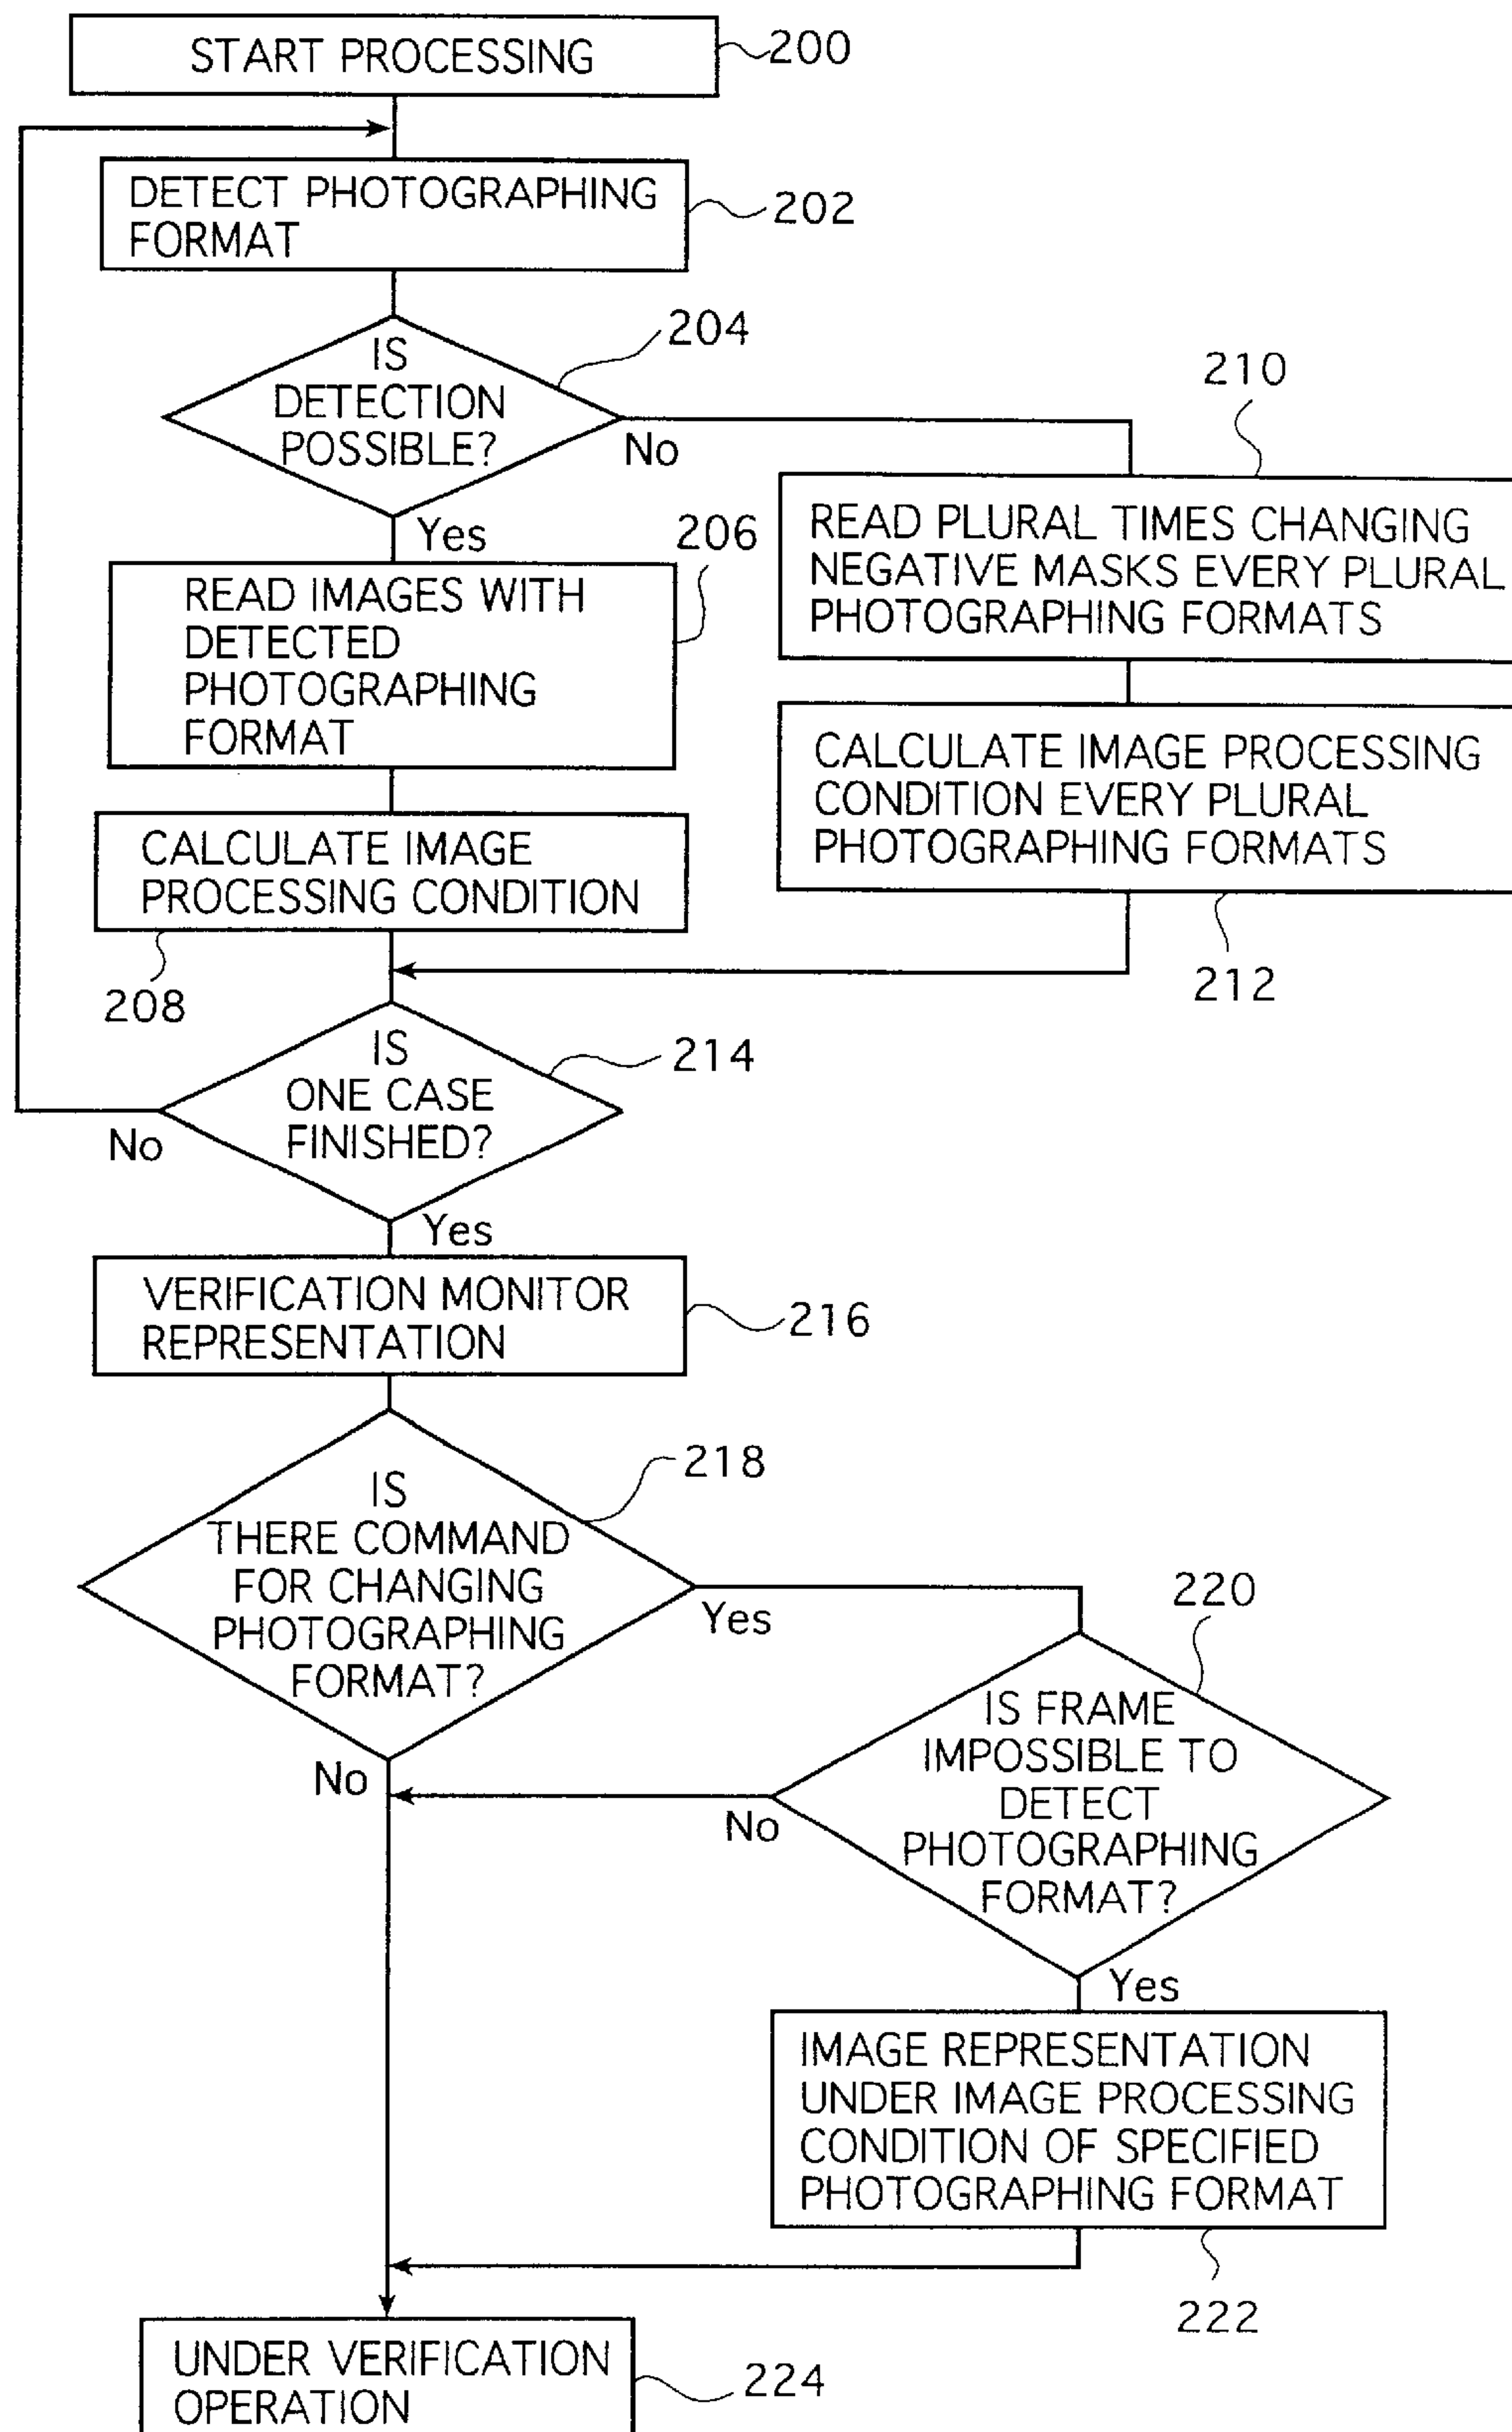 START PROCESSING
200
DETECT PHOTOGRAPHING
FORMAT
202
IS
DETECTION
POSSIBLE?
204
No
Yes
210
READ PLURAL TIMES CHANGING
NEGATIVE MASKS EVERY PLURAL
PHOTOGRAPHING FORMATS
206
READ IMAGES WITH
DETECTED
PHOTOGRAPHING
FORMAT
CALCULATE IMAGE PROCESSING
CONDITION EVERY PLURAL
PHOTOGRAPHING FORMATS
212
CALCULATE IMAGE
PROCESSING CONDITION
208
IS
ONE CASE
FINISHED?
214
No
Yes
VERIFICATION MONITOR
REPRESENTATION
216
IS
THERE COMMAND
FOR CHANGING
PHOTOGRAPHING
FORMAT?
218
Yes
No
220
IS FRAME
IMPOSSIBLE TO
DETECT
PHOTOGRAPHING
FORMAT?
No
Yes
IMAGE REPRESENTATION
UNDER IMAGE PROCESSING
CONDITION OF SPECIFIED
PHOTOGRAPHING FORMAT
222
UNDER VERIFICATION
OPERATION
224